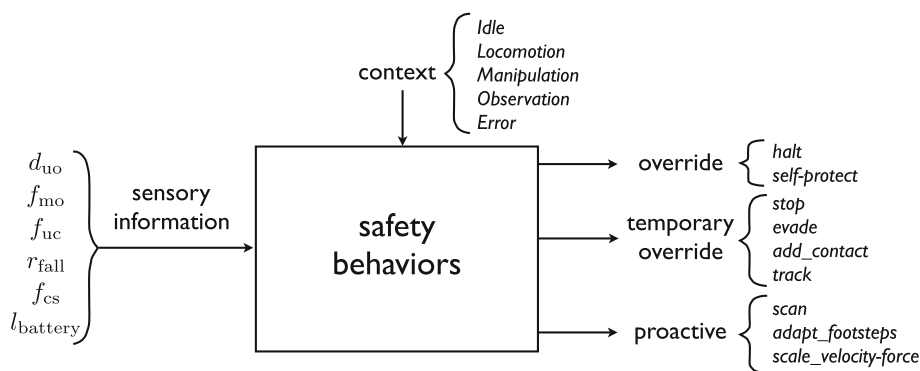 context
Idle
Locomotion
Manipulation
Observation
Error
d_uo
f_mo
f_uc
r_fall
f_cs
l_battery
sensory
information
safety
behaviors
override
halt
self-protect
temporary
override
stop
evade
add_contact
track
proactive
scan
adapt_footsteps
scale_velocity-force